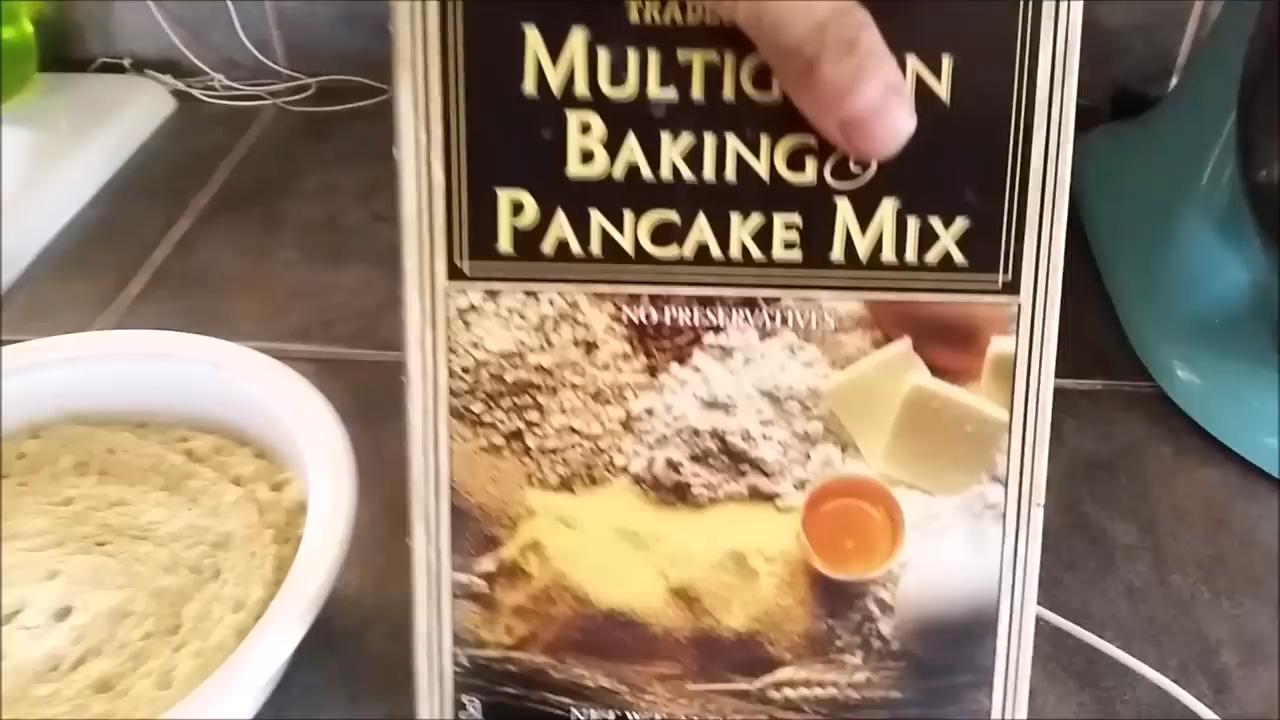 MULTIG N
BAKING &
PANCAKE MIX
NO PRESERVATIVES